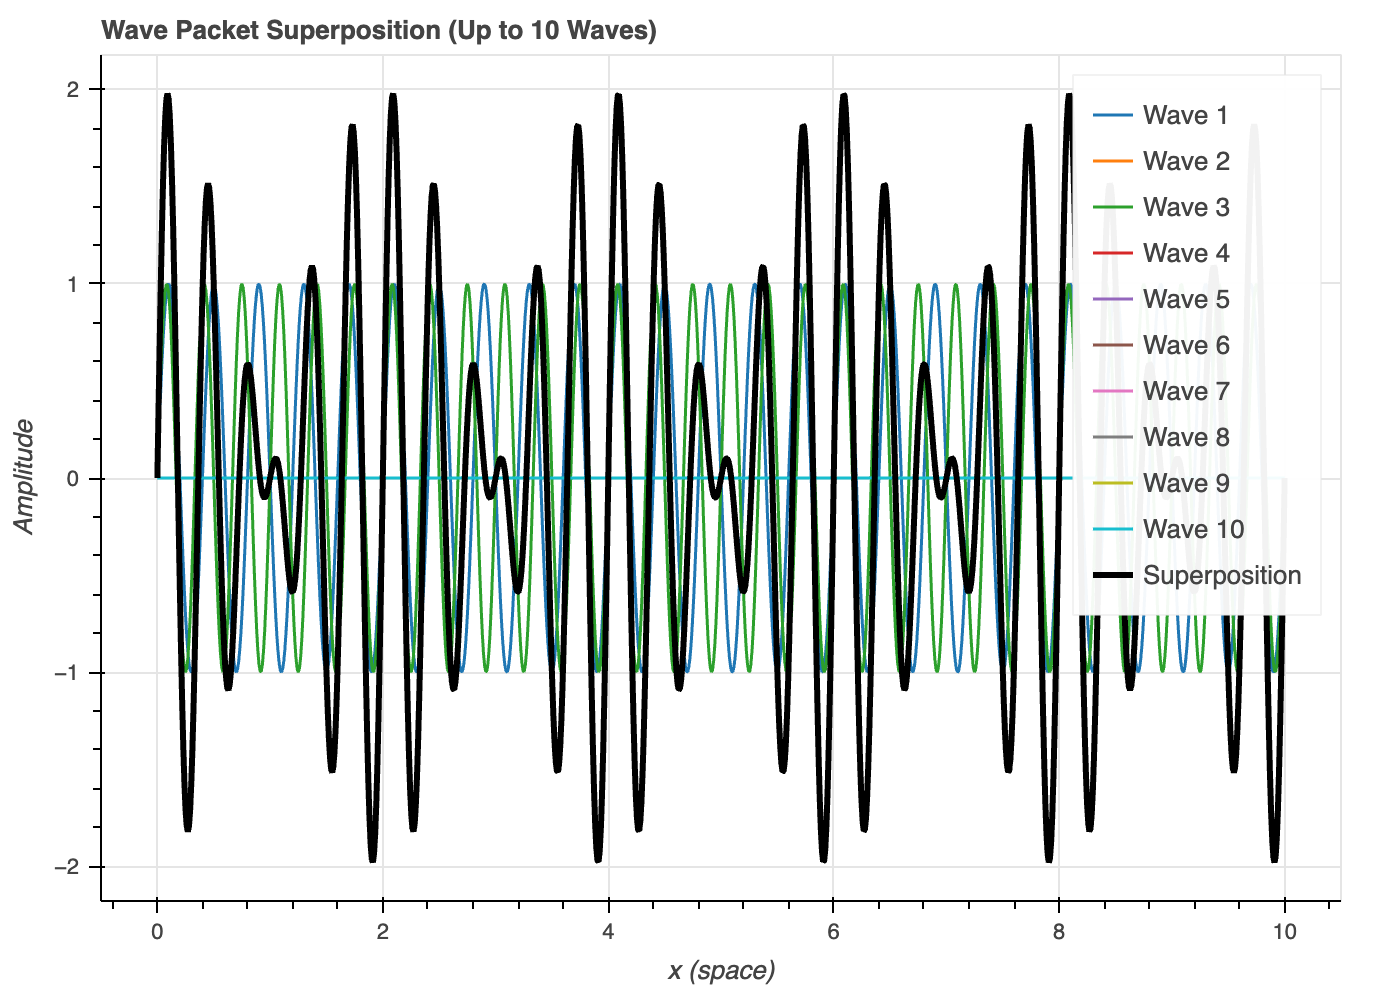 Wave Packet Superposition (Up to 10 Waves)
Amplitude
2
1
0
−1
−2
0 2 4 6 8 10
x (space)
Wave 1
Wave 2
Wave 3
Wave 4
Wave 5
Wave 6
Wave 7
Wave 8
Wave 9
Wave 10
Superposition